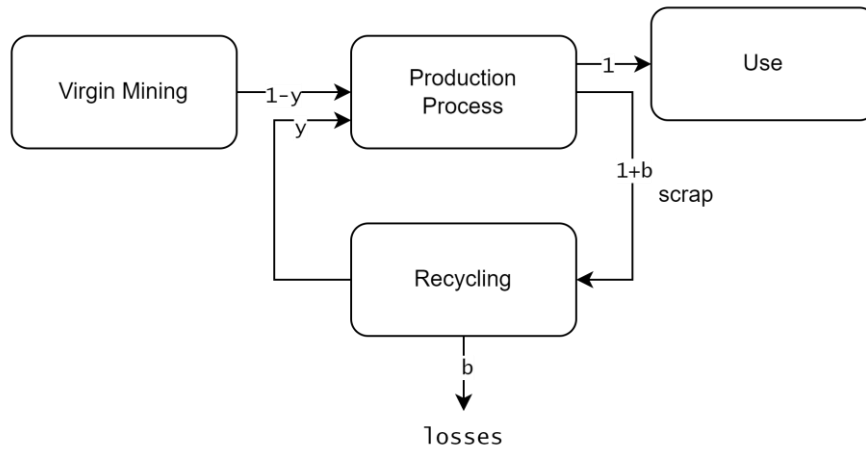 Virgin Mining
1-y
y
Production
Process
1
Use
1+b
scrap
Recycling
b
losses